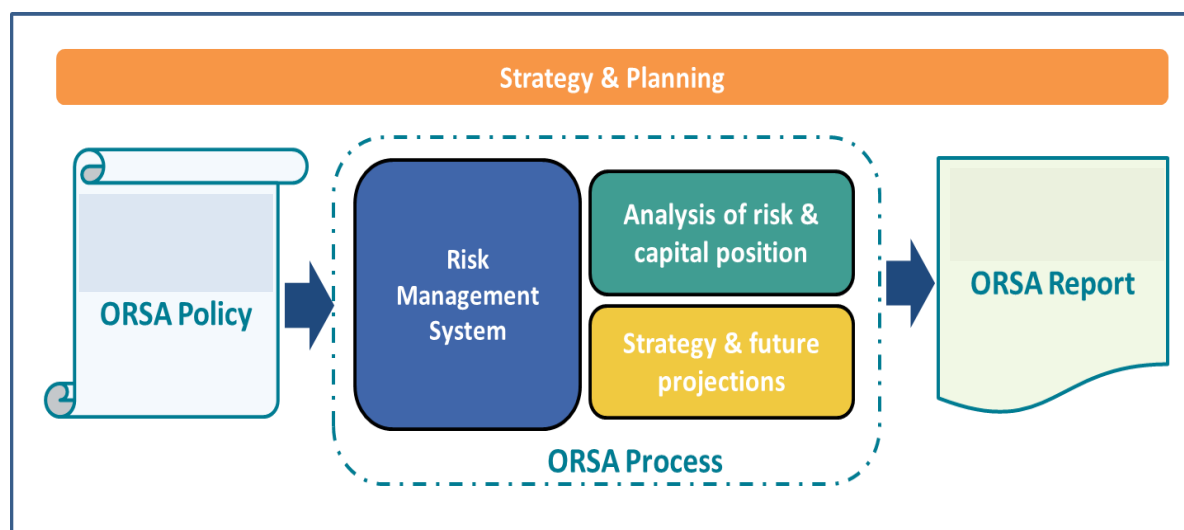 Strategy & Planning
ORSA Policy
Risk
Management
System
Analysis of risk &
capital position
Strategy & future
projections
ORSA Process
ORSA Report